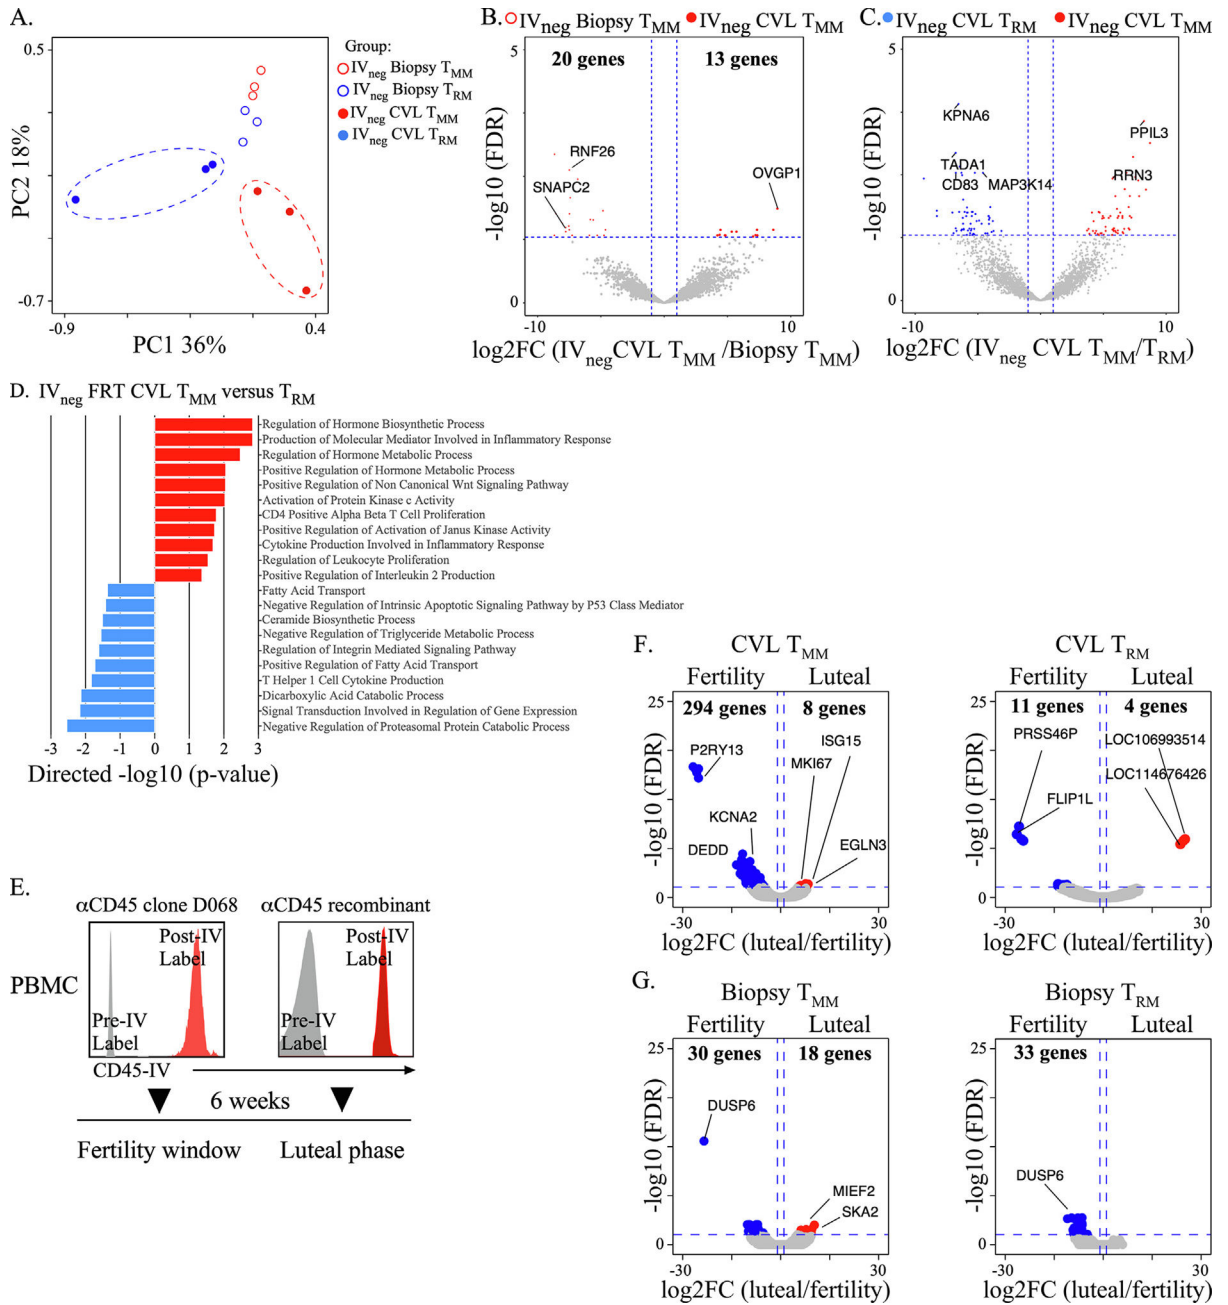 A.
0.5
-0.7
-0.9
0.4
PC2 18%
PC1 36%
Group:
IVneg Biopsy TMM
IVneg Biopsy TRM
IVneg CVL TMM
IVneg CVL TRM
B.
IVneg Biopsy TMM
IVneg CVL TMM
5
20 genes
13 genes
RNF26
SNAPC2
OVGP1
-log10 (FDR)
0
-10
10
log2FC (IVnegCVL TMM /Biopsy TMM)
C.
IVneg CVL TRM
IVneg CVL TMM
5
KPNA6
PPIL3
TADA1
CD83
MAP3K14
RRN3
-log10 (FDR)
0
-10
10
log2FC (IVneg CVL TMM/TRM)
D. IVneg FRT CVL TMM versus TRM
Regulation of Hormone Biosynthetic Process
Production of Molecular Mediator Involved in Inflammatory Response
Regulation of Hormone Metabolic Process
Positive Regulation of Hormone Metabolic Process
Positive Regulation of Non Canonical Wnt Signaling Pathway
Activation of Protein Kinase c Activity
CD4 Positive Alpha Beta T Cell Proliferation
Positive Regulation of Activation of Janus Kinase Activity
Cytokine Production Involved in Inflammatory Response
Regulation of Leukocyte Proliferation
Positive Regulation of Interleukin 2 Production
Fatty Acid Transport
Negative Regulation of Intrinsic Apoptotic Signaling Pathway by P53 Class Mediator
Ceramide Biosynthetic Process
Negative Regulation of Triglyceride Metabolic Process
Regulation of Integrin Mediated Signaling Pathway
Positive Regulation of Fatty Acid Transport
T Helper 1 Cell Cytokine Production
Dicarboxylic Acid Catabolic Process
Signal Transduction Involved in Regulation of Gene Expression
Negative Regulation of Proteasomal Protein Catabolic Process
-3 -2 -1 0 1 2 3
Directed -log10 (p-value)
E.
αCD45 clone D068
αCD45 recombinant
PBMC
Post-IV
Label
Pre-IV
Label
Post-IV
Label
Pre-IV
Label
CD45-IV
6 weeks
Fertility window
Luteal phase
F.
CVL TMM
Fertility
Luteal
25
294 genes
8 genes
P2RY13
ISG15
MKI67
KCNA2
DEDD
EGLN3
-log10 (FDR)
0
-30
30
log2FC (luteal/fertility)
CVL TRM
Fertility
Luteal
25
11 genes
4 genes
PRSS46P
LOC106993514
LOC114676426
FLIP1L
-log10 (FDR)
0
-30
30
log2FC (luteal/fertility)
G.
Biopsy TMM
Fertility
Luteal
25
30 genes
18 genes
DUSP6
MIEF2
SKA2
-log10 (FDR)
0
-30
30
log2FC (luteal/fertility)
Biopsy TRM
Fertility
Luteal
25
33 genes
DUSP6
-log10 (FDR)
0
-30
30
log2FC (luteal/fertility)